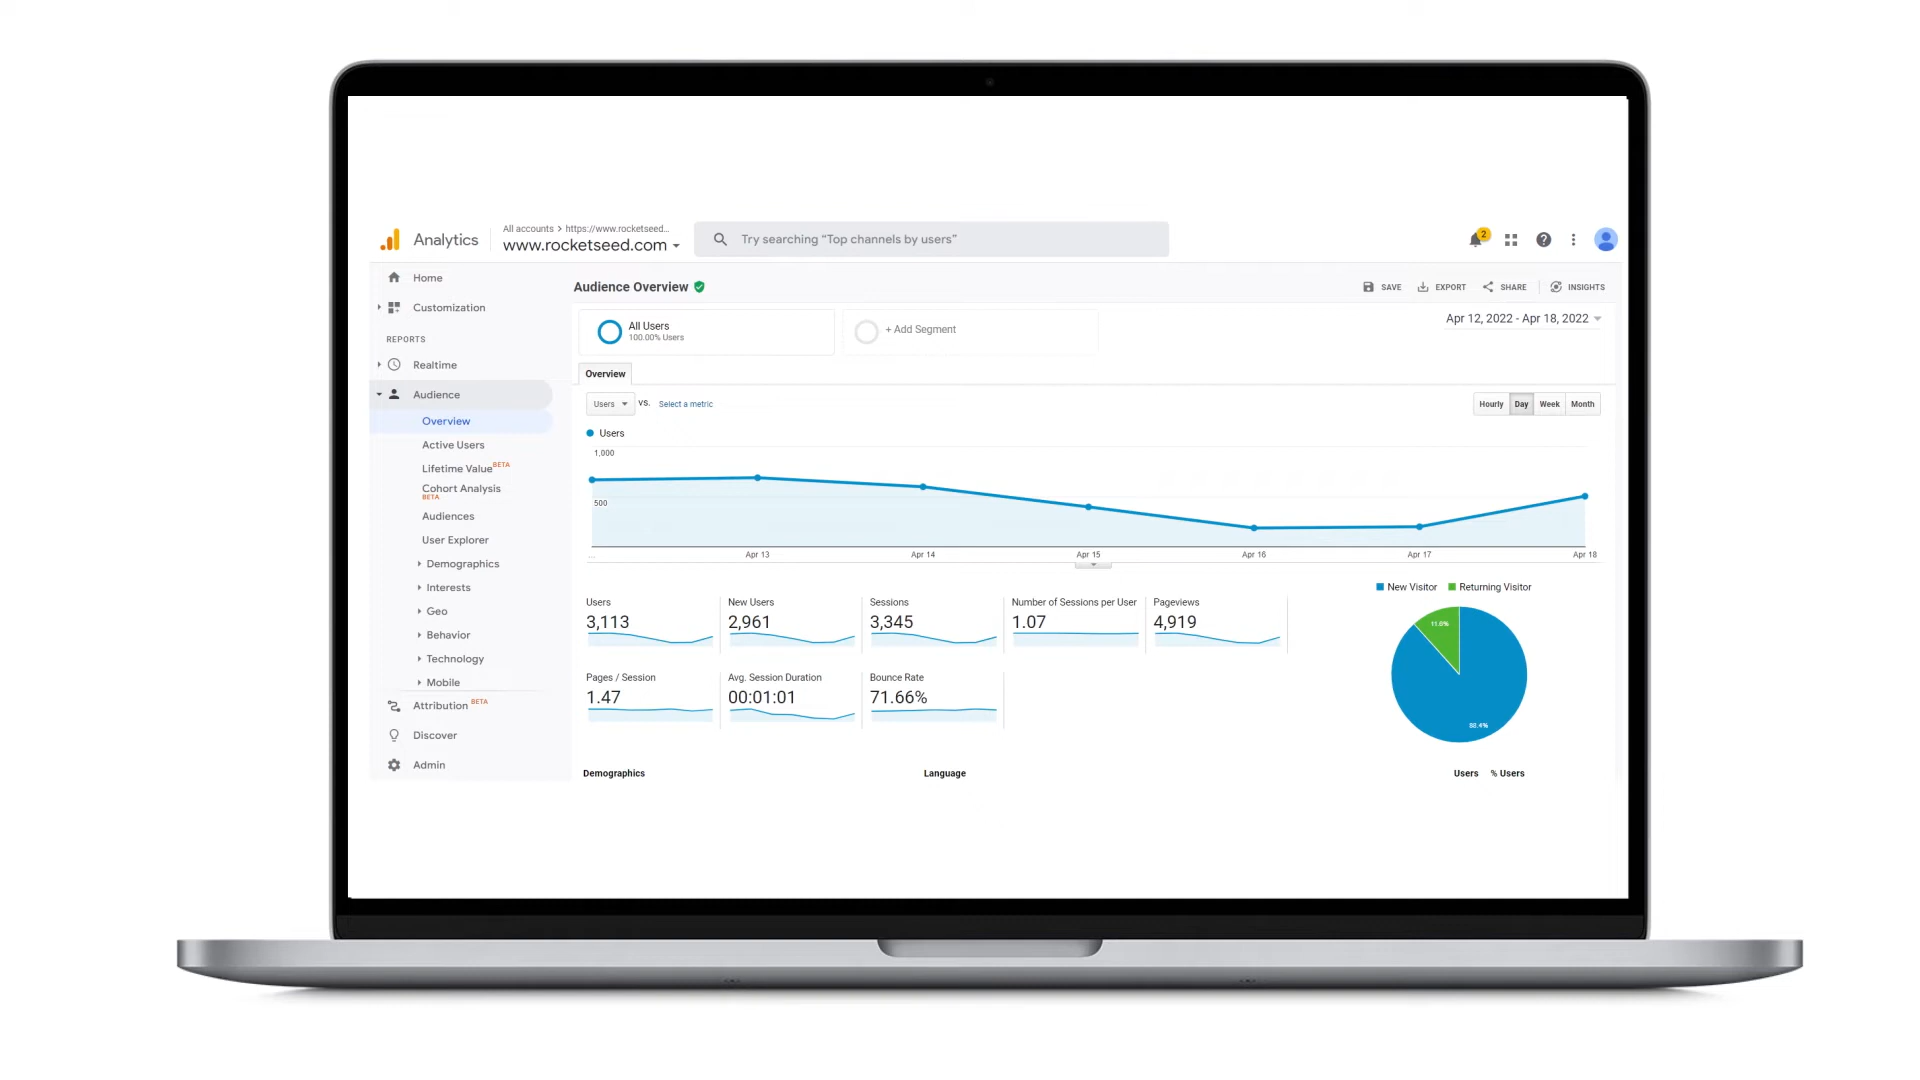 Analytics
All accounts > https://www.rocketseed...
www.rocketseed.com
Try searching “Top channels by users”
2
Home
Customization
REPORTS
Realtime
Audience
Overview
Active Users
Lifetime Value BETA
Cohort Analysis
BETA
Audiences
User Explorer
Demographics
Interests
Geo
Behavior
Technology
Mobile
Attribution BETA
Discover
Admin
Audience Overview
SAVE
EXPORT
SHARE
INSIGHTS
All Users
100.00% Users
+ Add Segment
Apr 12, 2022 - Apr 18, 2022
Overview
Users
VS.
Select a metric
Hourly
Day
Week
Month
Users
1,000
500
...
Apr 13
Apr 14
Apr 15
Apr 16
Apr 17
Apr 18
New Visitor
Returning Visitor
Users
3,113
New Users
2,961
Sessions
3,345
Number of Sessions per User
1.07
Pageviews
4,919
Pages / Session
1.47
Avg. Session Duration
00:01:01
Bounce Rate
71.66%
11.6%
88.4%
Demographics
Language
Users
% Users